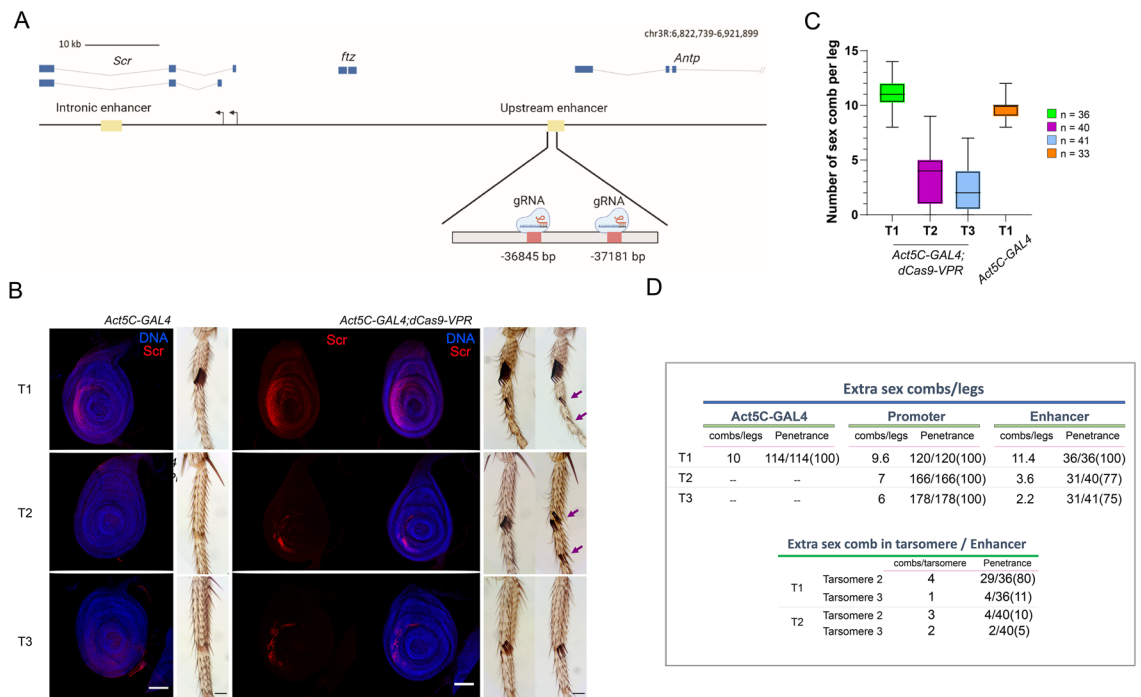 A
10 kb
chr3R:6,822,739-6,921,899
Scr
ftz
Antp
Intronic enhancer
Upstream enhancer
gRNA
gRNA
-36845 bp
-37181 bp
B
Act5C-GAL4
Act5C-GAL4;dCas9-VPR
DNA
Scr
Scr
DNA
Scr
T1
T2
T3
C
Number of sex comb per leg
15
10
5
0
T1
T2
T3
T1
Act5C-GAL4;
dCas9-VPR
Act5C-GAL4
n = 36
n = 40
n = 41
n = 33
D
Extra sex combs/legs
Act5C-GAL4 Promoter Enhancer
combs/legs Penetrance combs/legs Penetrance combs/legs Penetrance
T1 10 114/114(100) 9.6 120/120(100) 11.4 36/36(100)
T2 -- -- 7 166/166(100) 3.6 31/40(77)
T3 -- -- 6 178/178(100) 2.2 31/41(75)
Extra sex comb in tarsomere / Enhancer
combs/tarsomere Penetrance
T1 Tarsomere 2 4 29/36(80)
Tarsomere 3 1 4/36(11)
T2 Tarsomere 2 3 4/40(10)
Tarsomere 3 2 2/40(5)